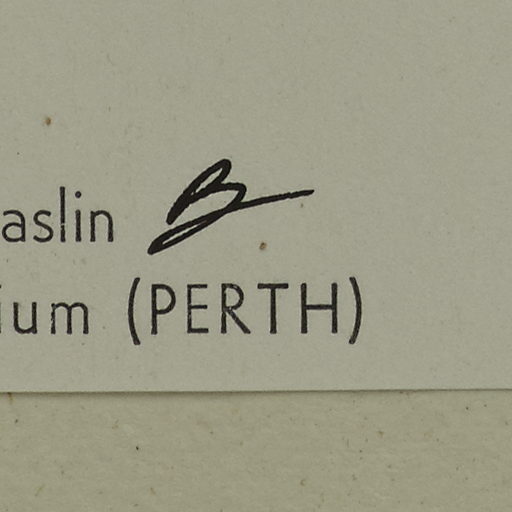 aslin B
ium (PERTH)